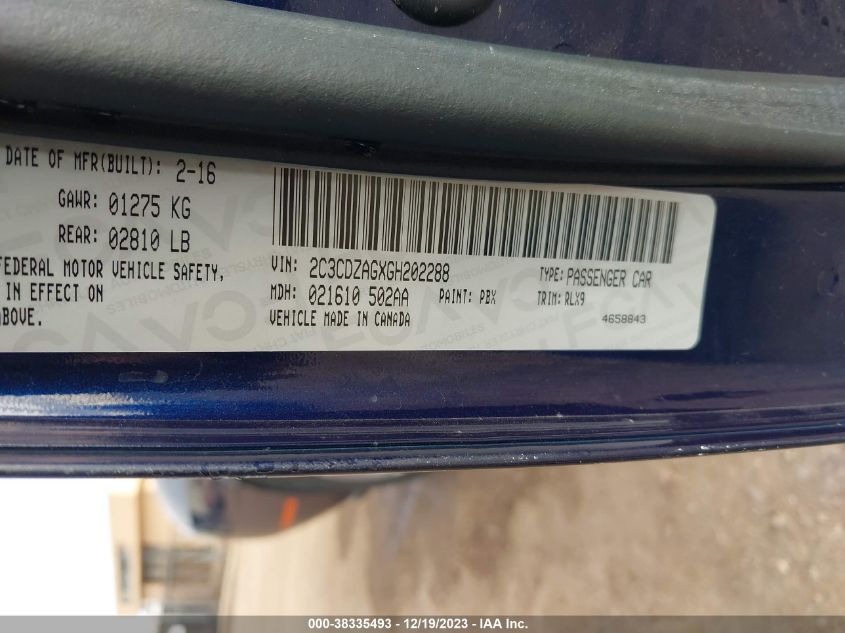 DATE OF MFR(BUILT): 2-16
GAWR: 01275 KG
REAR: 02810 LB
FEDERAL MOTOR VEHICLE SAFETY,
IN EFFECT ON
ABOVE.
VIN: 2C3CDZAGXGH202288 TYPE: PASSENGER CAR
MDH: 021610 502AA PAINT: PBX TRIM: RLX9
VEHICLE MADE IN CANADA 4658843
000-38335493 - 12/19/2023 - IAA Inc.